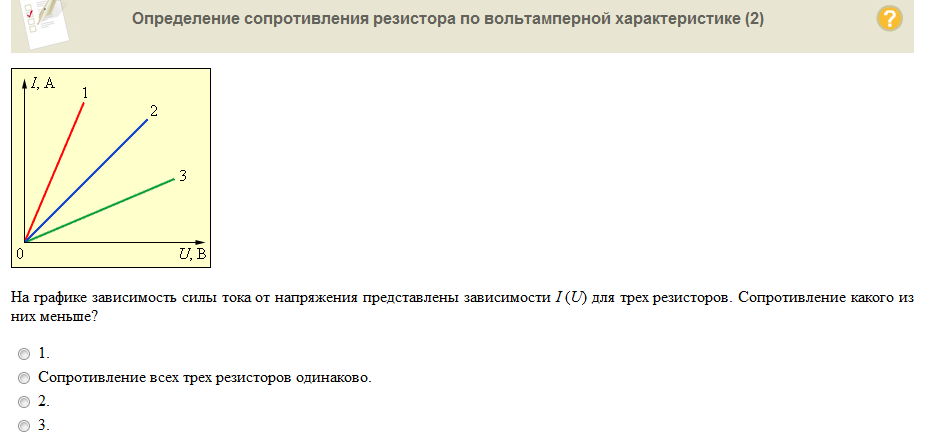 Определение сопротивления резистора по вольтамперной характеристике (2)
?
I, А
1
2
3
0
U, В
На графике зависимость силы тока от напряжения представлены зависимости I (U) для трех резисторов. Сопротивление какого из
них меньше?
1.
Сопротивление всех трех резисторов одинаково.
2.
3.